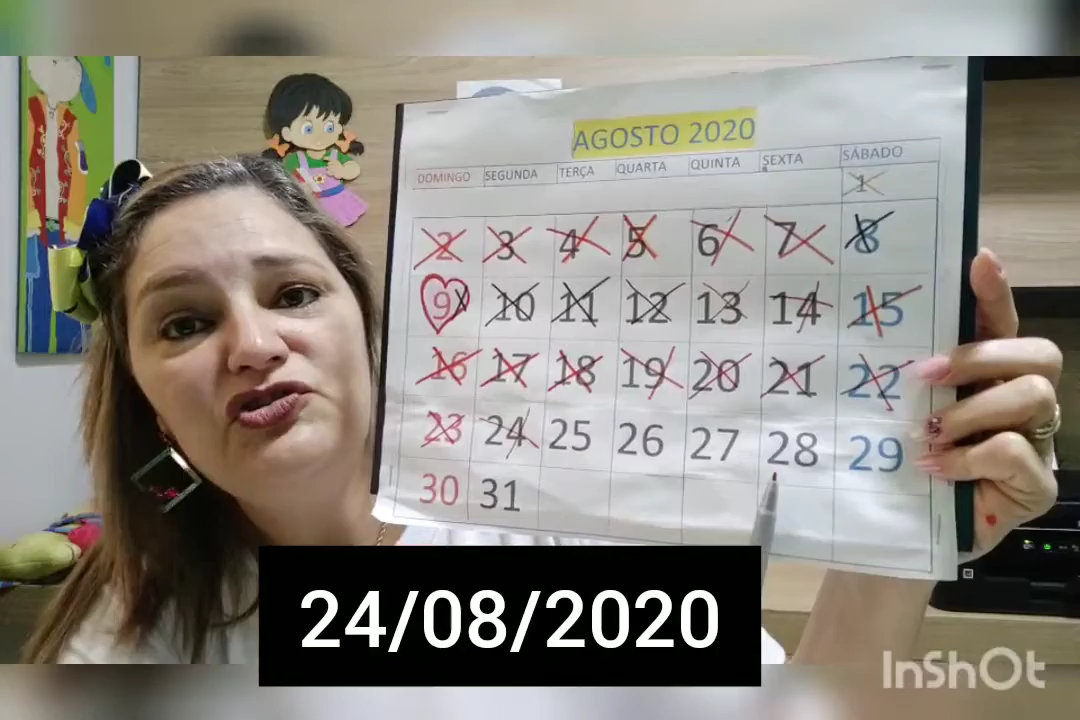 AGOSTO 2020
DOMINGO SEGUNDA TERÇA QUARTA QUINTA SEXTA SÁBADO
1
2 3 4 5 6 7 8
9 10 11 12 13 14 15
16 17 18 19 20 21 22
23 24 25 26 27 28 29
30 31
24/08/2020
InShOt